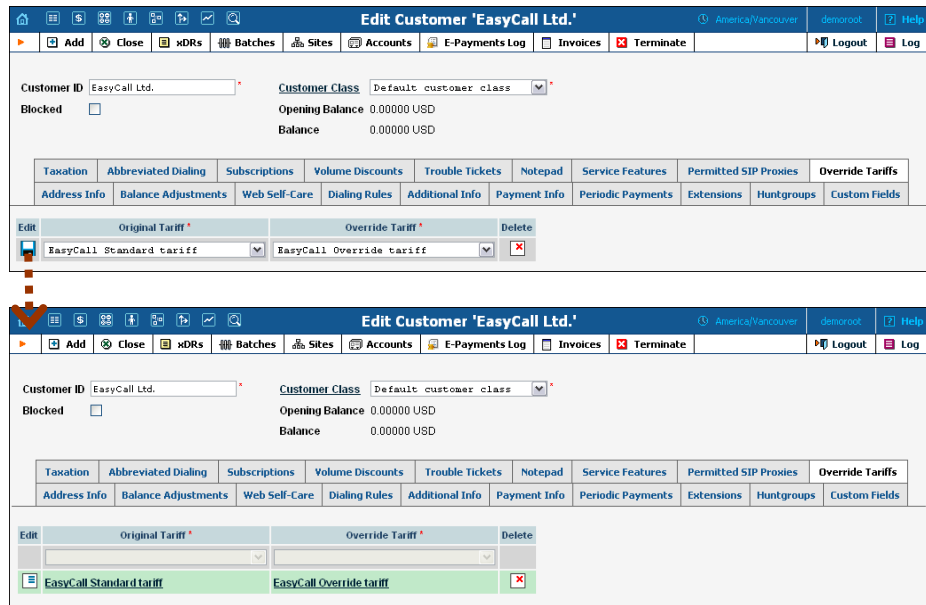 Edit Customer 'EasyCall Ltd.' America/Vancouver demoroot ? Help
Add Close xDRs Batches Sites Accounts E-Payments Log Invoices Terminate Logout Log
Customer ID EasyCall Ltd. * Customer Class Default customer class *
Blocked Opening Balance 0.00000 USD
Balance 0.00000 USD
Taxation Abbreviated Dialing Subscriptions Volume Discounts Trouble Tickets Notepad Service Features Permitted SIP Proxies Override Tariffs
Address Info Balance Adjustments Web Self-Care Dialing Rules Additional Info Payment Info Periodic Payments Extensions Huntgroups Custom Fields
Edit Original Tariff * Override Tariff * Delete
EasyCall Standard tariff EasyCall Override tariff
Edit Customer 'EasyCall Ltd.' America/Vancouver demoroot ? Help
Add Close xDRs Batches Sites Accounts E-Payments Log Invoices Terminate Logout Log
Customer ID EasyCall Ltd. * Customer Class Default customer class *
Blocked Opening Balance 0.00000 USD
Balance 0.00000 USD
Taxation Abbreviated Dialing Subscriptions Volume Discounts Trouble Tickets Notepad Service Features Permitted SIP Proxies Override Tariffs
Address Info Balance Adjustments Web Self-Care Dialing Rules Additional Info Payment Info Periodic Payments Extensions Huntgroups Custom Fields
Edit Original Tariff * Override Tariff * Delete
EasyCall Standard tariff EasyCall Override tariff